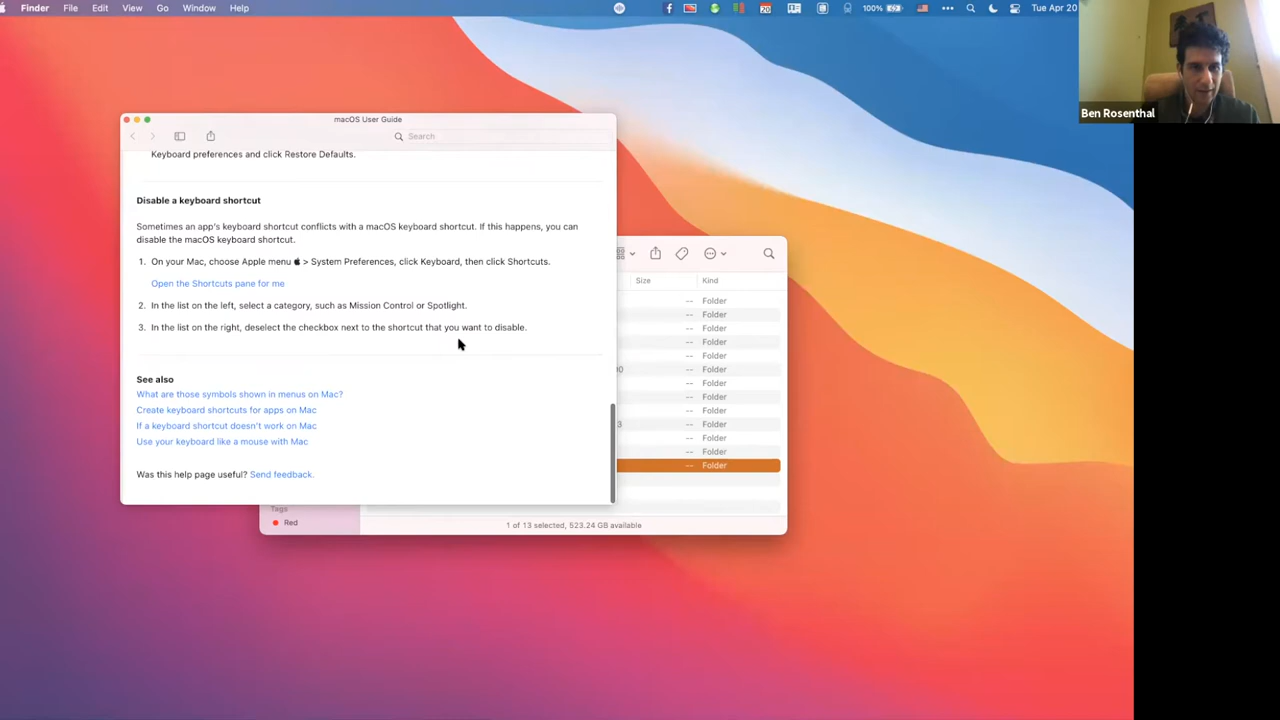 Finder File Edit View Go Window Help 100% Tue Apr 20
Ben Rosenthal
macOS User Guide
Search
Keyboard preferences and click Restore Defaults.
Disable a keyboard shortcut
Sometimes an app's keyboard shortcut conflicts with a macOS keyboard shortcut. If this happens, you can
disable the macOS keyboard shortcut.
1. On your Mac, choose Apple menu > System Preferences, click Keyboard, then click Shortcuts.
Open the Shortcuts pane for me
2. In the list on the left, select a category, such as Mission Control or Spotlight.
3. In the list on the right, deselect the checkbox next to the shortcut that you want to disable.
See also
What are those symbols shown in menus on Mac?
Create keyboard shortcuts for apps on Mac
If a keyboard shortcut doesn't work on Mac
Use your keyboard like a mouse with Mac
Was this help page useful? Send feedback.
Size Kind
-- Folder
-- Folder
-- Folder
-- Folder
-- Folder
-- Folder
-- Folder
-- Folder
-- Folder
-- Folder
-- Folder
-- Folder
-- Folder
Tags
Red
1 of 13 selected, 523.24 GB available